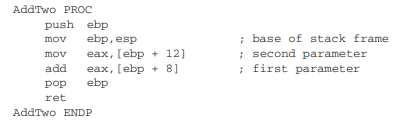 AddTwo PROC
push ebp
mov ebp,esp ; base of stack frame
mov eax,[ebp + 12] ; second parameter
add eax,[ebp + 8] ; first parameter
pop ebp
ret
AddTwo ENDP